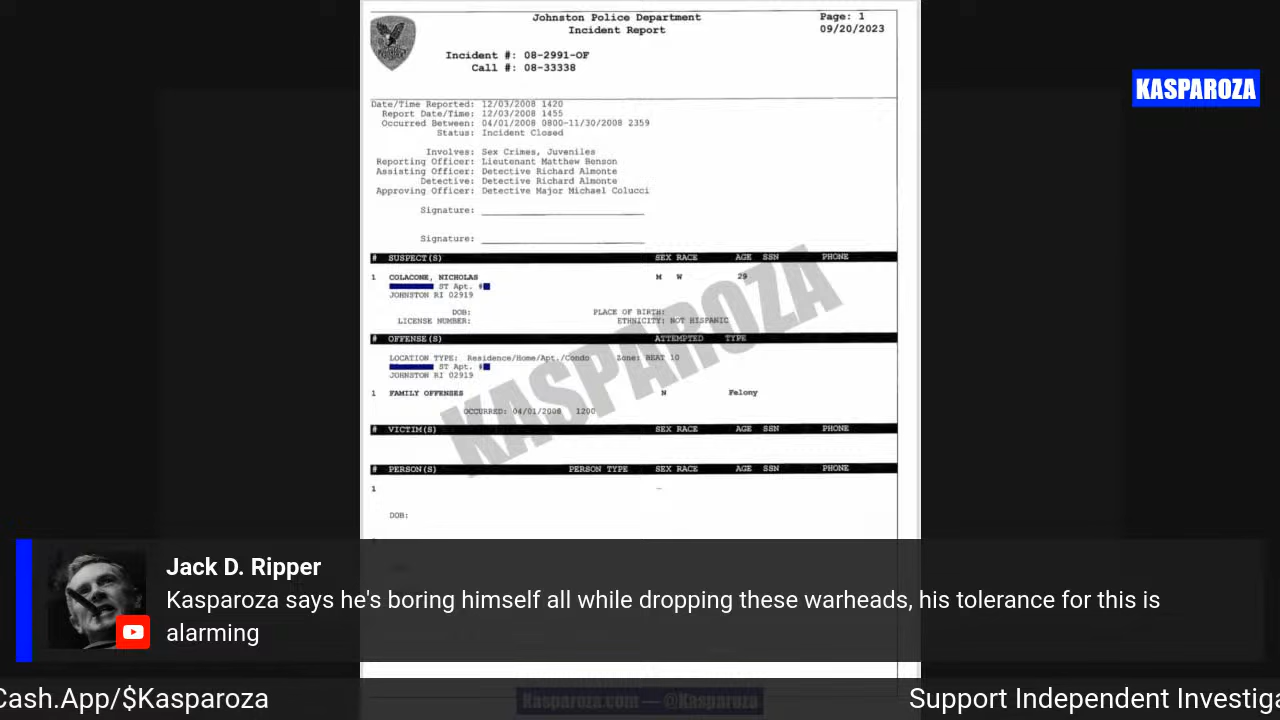 Johnston Police Department
Incident Report
Page: 1
09/20/2023
Incident #: 08-2991-OF
Call #: 08-33338
KASPAROZA
Date/Time Reported: 12/03/2008 1420
Report Date/Time: 12/03/2008 1455
Occurred Between: 04/01/2008 0800-11/30/2008 2359
Status: Incident Closed
Involves: Sex Crimes, Juveniles
Reporting Officer: Lieutenant Matthew Benson
Assisting Officer: Detective Richard Almonte
Detective: Detective Richard Almonte
Approving Officer: Detective Major Michael Colucci
Signature:
Signature:
# SUSPECT(S) SEX RACE AGE SSN PHONE
1 COLACONE, NICHOLAS M W 29
ST Apt. #
JOHNSTON RI 02919
DOB: PLACE OF BIRTH:
LICENSE NUMBER: ETHNICITY: NOT HISPANIC
# OFFENSE(S) ATTEMPTED TYPE
LOCATION TYPE: Residence/Home/Apt./Condo Zone: BEAT 10
ST Apt. #
JOHNSTON RI 02919
1 FAMILY OFFENSES N Felony
OCCURRED: 04/01/2008 1200
KASPAROZA
# VICTIM(S) SEX RACE AGE SSN PHONE
# PERSON(S) PERSON TYPE SEX RACE AGE SSN PHONE
1
DOB:
Jack D. Ripper
Kasparoza says he's boring himself all while dropping these warheads, his tolerance for this is
alarming
Kasparoza.com — @Kasparoza
Cash App/$Kasparoza
Support Independent Investiga